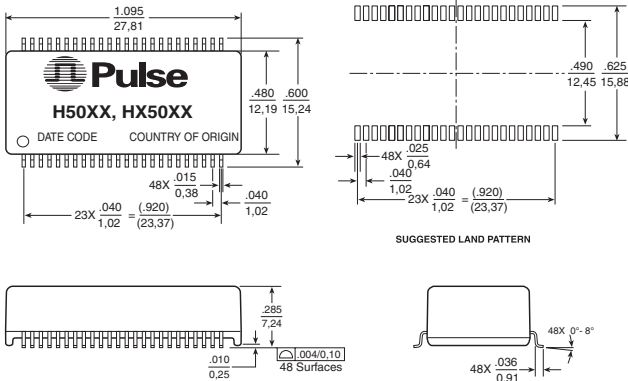 1.095
27,81
Pulse
H50XX, HX50XX
DATE CODE COUNTRY OF ORIGIN
.480
12,19
.600
15,24
48X .015
0,38
.040
1,02
23X .040 = (.920)
1,02 (23,37)
.490
12,45
.625
15,88
48X .025
0,64
.040
1,02
23X .040 = (.920)
1,02 (23,37)
SUGGESTED LAND PATTERN
.285
7,24
.010
0,25
.004/0,10
48 Surfaces
48X 0°- 8°
48X .036
0,91